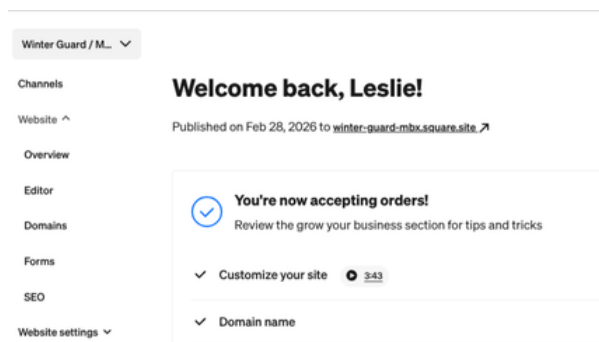 Winter Guard / M...
Channels
Website
Overview
Editor
Domains
Forms
SEO
Website settings
Welcome back, Leslie!
Published on Feb 28, 2026 to winter-guard-mbx.square.site
You're now accepting orders!
Review the grow your business section for tips and tricks
Customize your site 3:43
Domain name